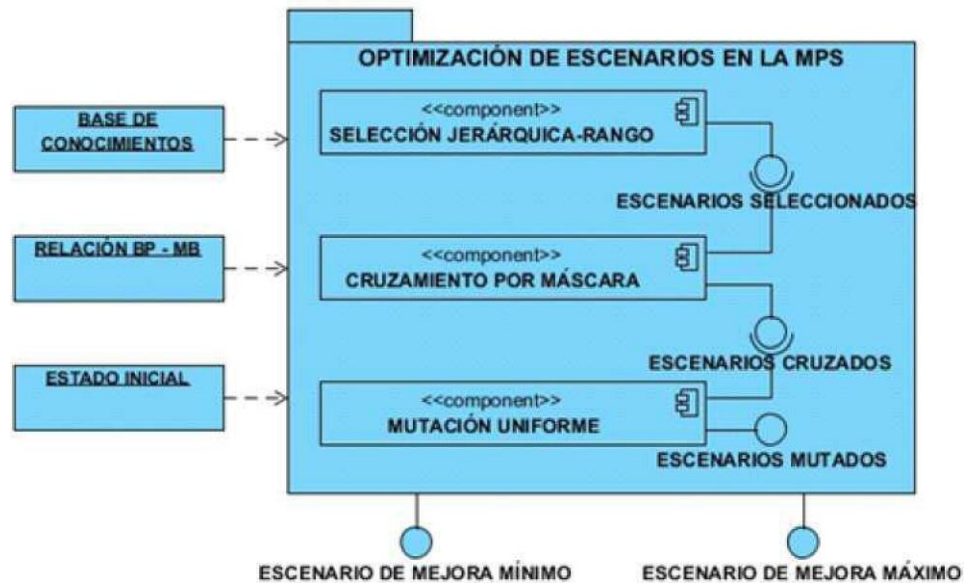 OPTIMIZACIÓN DE ESCENARIOS EN LA MPS
BASE DE
CONOCIMIENTOS
<<component>>
SELECCIÓN JERÁRQUICA-RANGO
ESCENARIOS SELECCIONADOS
RELACIÓN BP - MB
<<component>>
CRUZAMIENTO POR MÁSCARA
ESCENARIOS CRUZADOS
ESTADO INICIAL
<<component>>
MUTACIÓN UNIFORME
ESCENARIOS MUTADOS
ESCENARIO DE MEJORA MÍNIMO
ESCENARIO DE MEJORA MÁXIMO